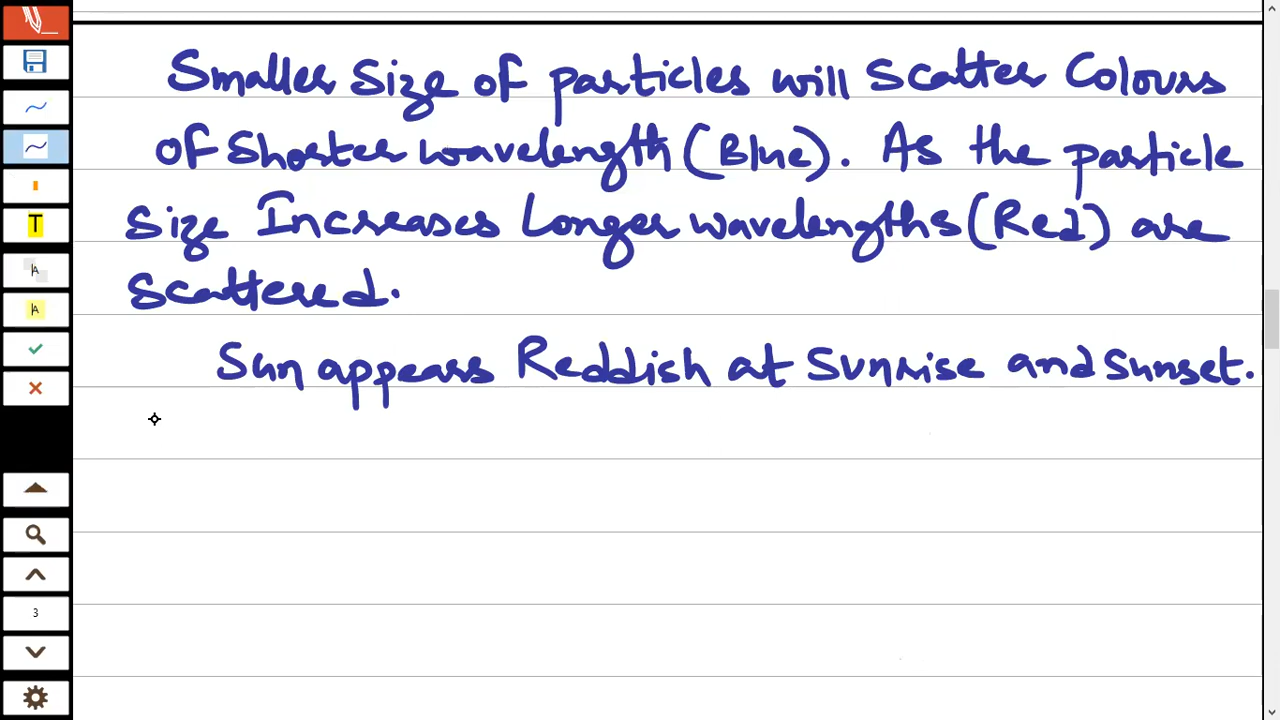 Smaller Size of particles will Scatter Colours
of Shorter wavelength (Blue). As the particle
Size Increases Longer wavelengths (Red) are
Scattered.
Sun appears Reddish at Sunrise and Sunset.
T
A
A
3